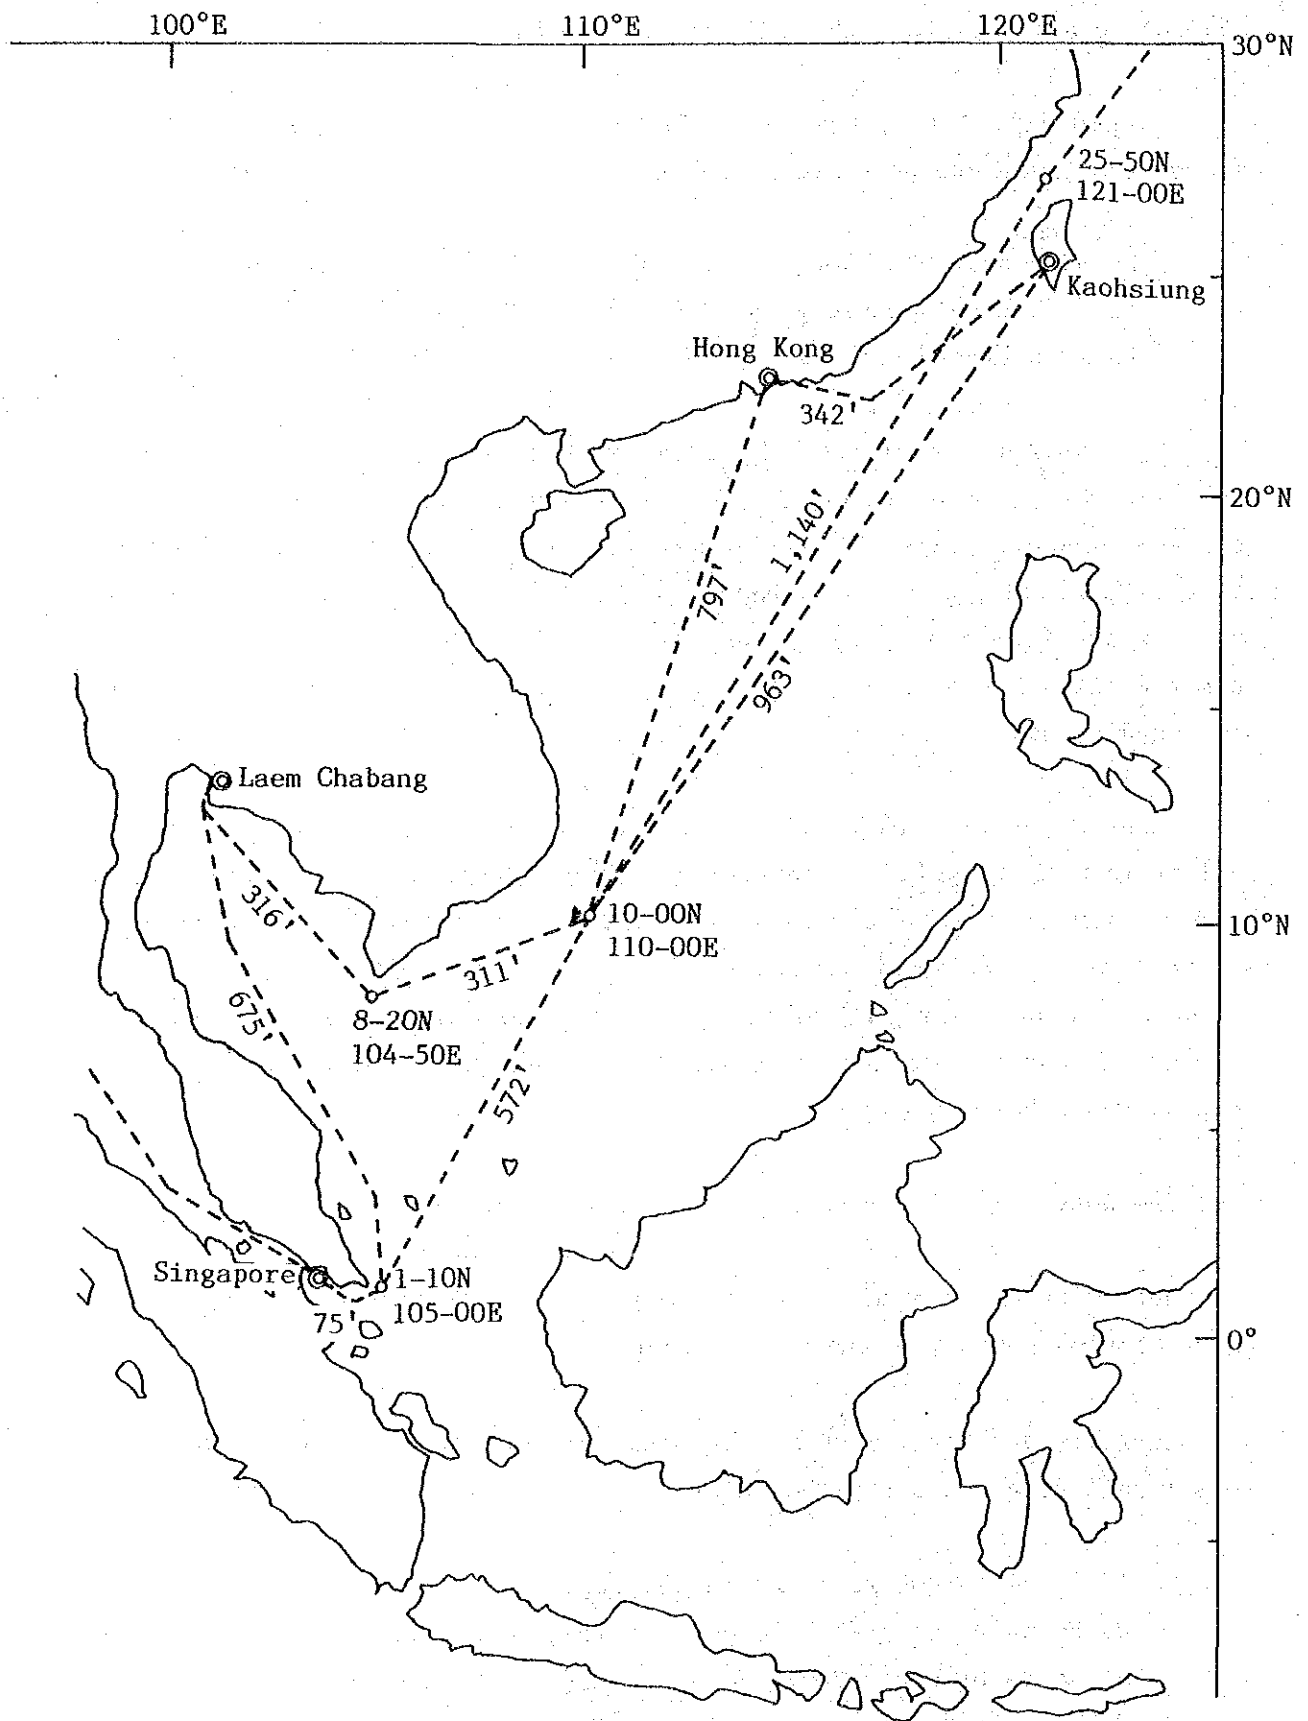 100°E
110°E
120°E
30°N
25-50N
121-00E
Kaohsiung
Hong Kong
342'
20°N
1,140'
797'
963'
Laem Chabang
316'
10-00N
110-00E
10°N
311'
8-20N
104-50E
675'
572'
Singapore
1-10N
105-00E
75'
0°